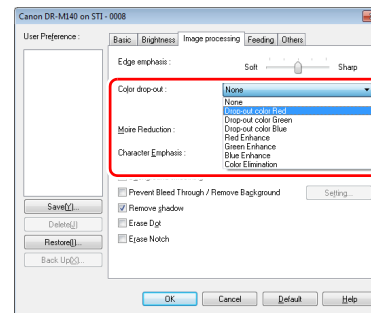 Canon DR-M140 on STI - 0008
User Preference :
Basic Brightness Image processing Feeding Others
Edge emphasis :
Soft Sharp
Color drop-out : None
None
Drop-out color Red
Drop-out color Green
Moire Reduction : Drop-out color Blue
Red Enhance
Green Enhance
Character Emphasis : Blue Enhance
Color Elimination
Prevent Bleed Through / Remove Background Setting...
Save(Y)... Remove shadow
Delete(J) Erase Dot
Restore(I)... Erase Notch
Back Up(X)...
OK Cancel Default Help